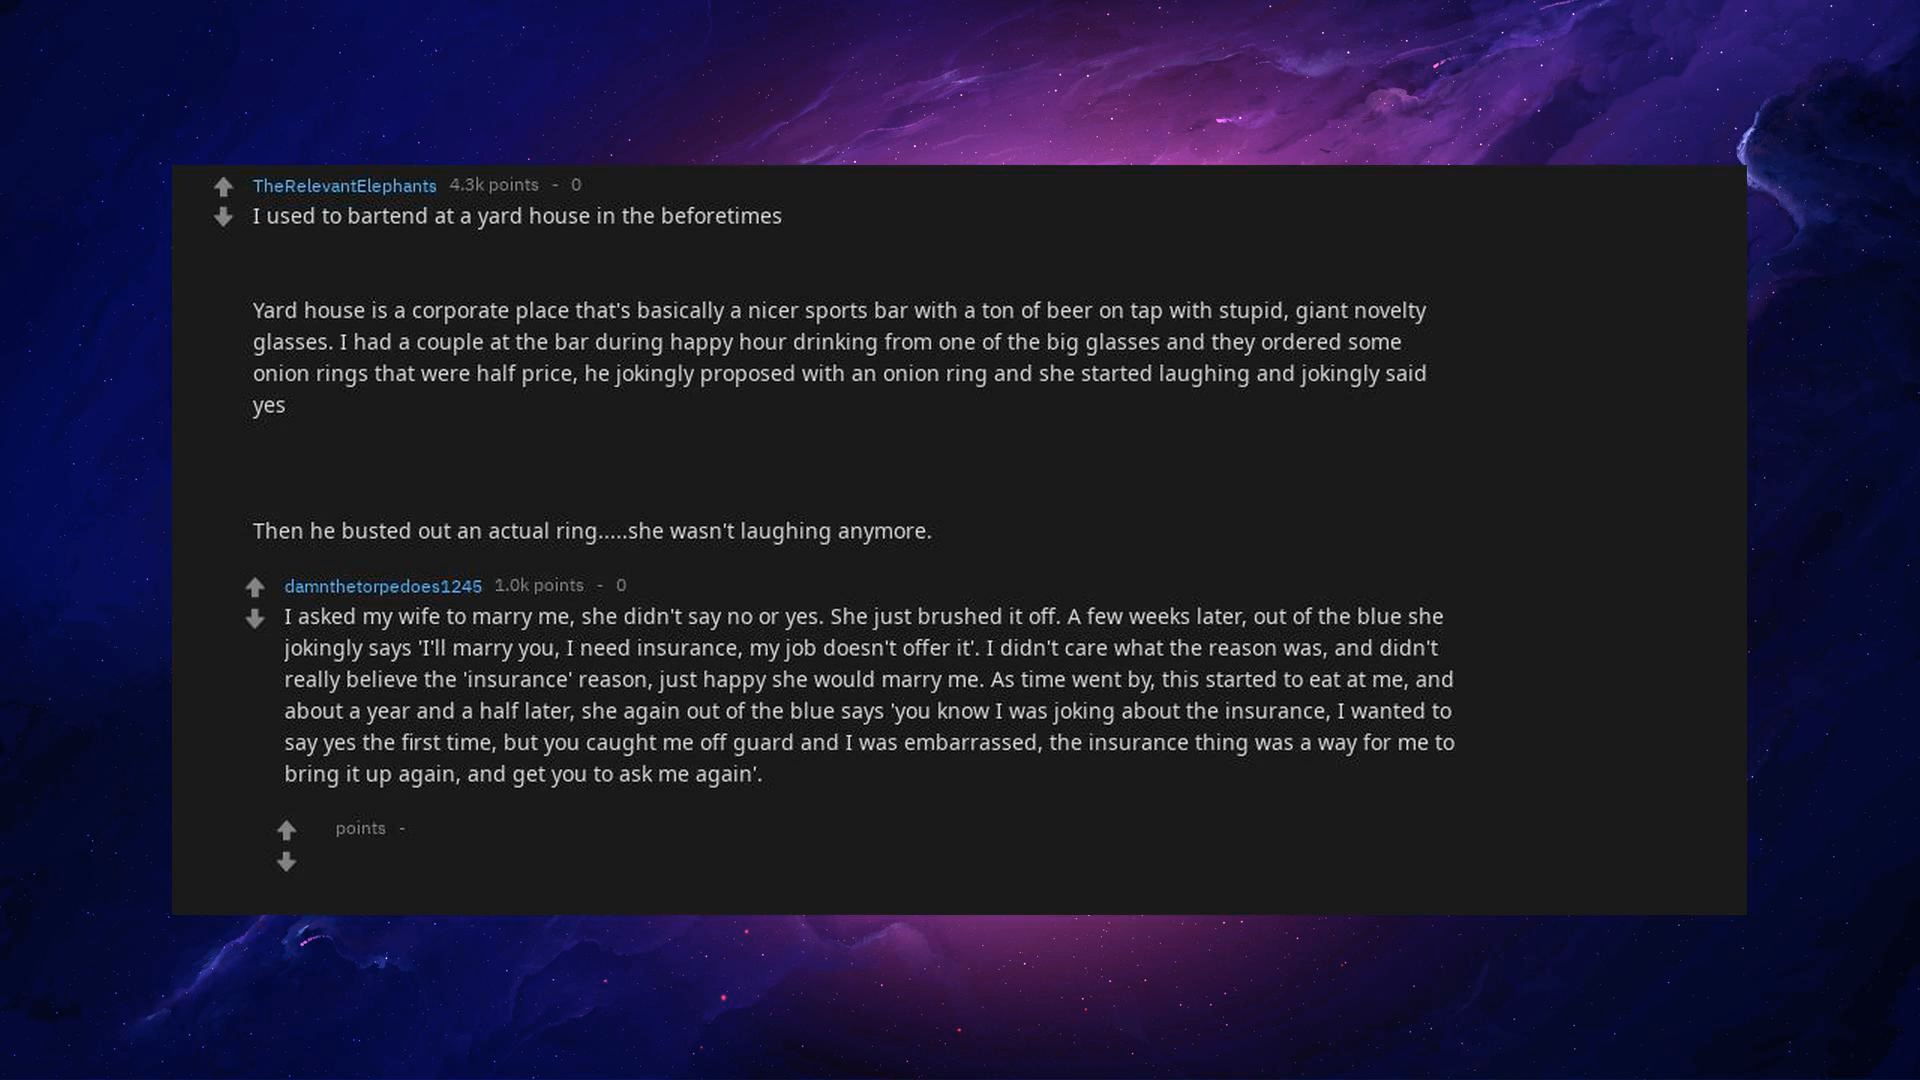 TheRelevantElephants 4.3k points - 0
I used to bartend at a yard house in the beforetimes
Yard house is a corporate place that's basically a nicer sports bar with a ton of beer on tap with stupid, giant novelty
glasses. I had a couple at the bar during happy hour drinking from one of the big glasses and they ordered some
onion rings that were half price, he jokingly proposed with an onion ring and she started laughing and jokingly said
yes
Then he busted out an actual ring.....she wasn't laughing anymore.
damnthetorpedoes1245 1.0k points - 0
I asked my wife to marry me, she didn't say no or yes. She just brushed it off. A few weeks later, out of the blue she
jokingly says 'I'll marry you, I need insurance, my job doesn't offer it'. I didn't care what the reason was, and didn't
really believe the 'insurance' reason, just happy she would marry me. As time went by, this started to eat at me, and
about a year and a half later, she again out of the blue says 'you know I was joking about the insurance, I wanted to
say yes the first time, but you caught me off guard and I was embarrassed, the insurance thing was a way for me to
bring it up again, and get you to ask me again'.
points -